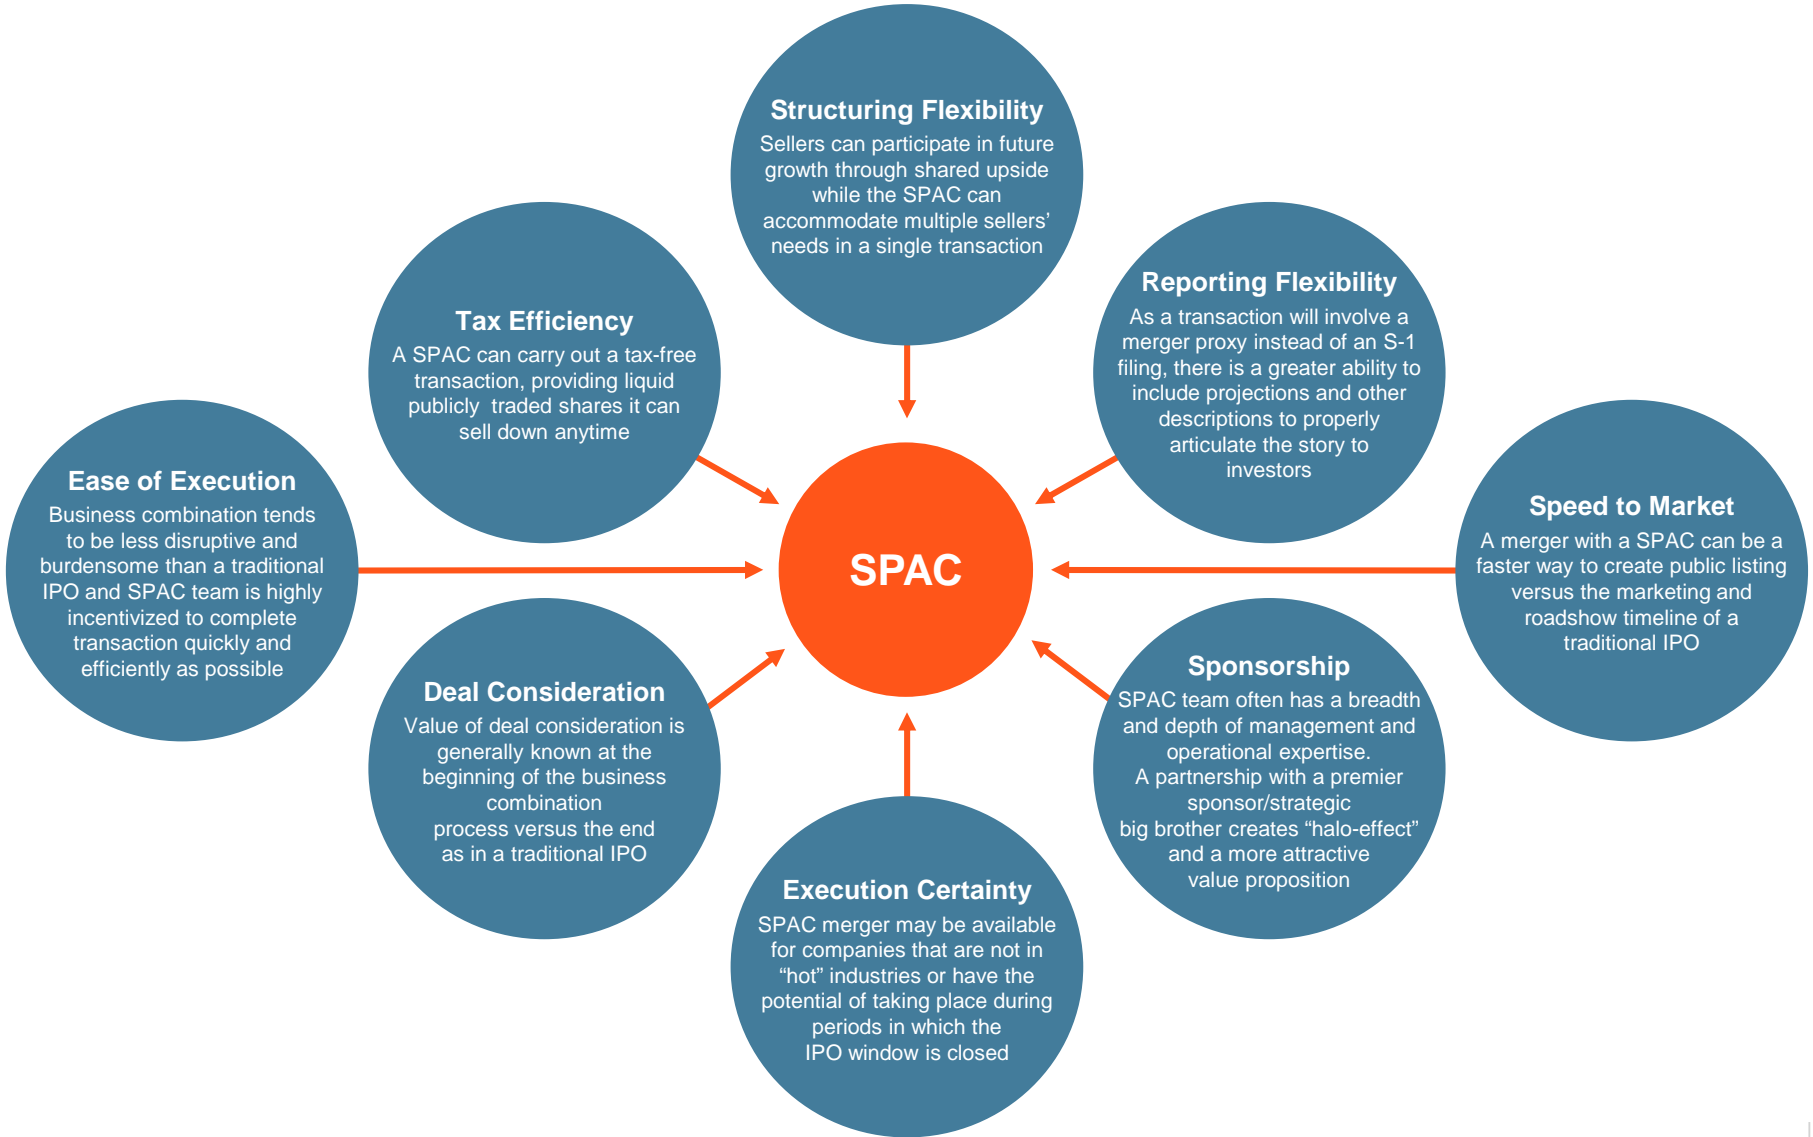 Structuring Flexibility
Sellers can participate in future
growth through shared upside
while the SPAC can
accommodate multiple sellers’
needs in a single transaction
Tax Efficiency
A SPAC can carry out a tax-free
transaction, providing liquid
publicly traded shares it can
sell down anytime
Reporting Flexibility
As a transaction will involve a
merger proxy instead of an S-1
filing, there is a greater ability to
include projections and other
descriptions to properly
articulate the story to
investors
Ease of Execution
Business combination tends
to be less disruptive and
burdensome than a traditional
IPO and SPAC team is highly
incentivized to complete
transaction quickly and
efficiently as possible
SPAC
Speed to Market
A merger with a SPAC can be a
faster way to create public listing
versus the marketing and
roadshow timeline of a
traditional IPO
Deal Consideration
Value of deal consideration is
generally known at the
beginning of the business
combination
process versus the end
as in a traditional IPO
Sponsorship
SPAC team often has a breadth
and depth of management and
operational expertise.
A partnership with a premier
sponsor/strategic
big brother creates “halo-effect”
and a more attractive
value proposition
Execution Certainty
SPAC merger may be available
for companies that are not in
“hot” industries or have the
potential of taking place during
periods in which the
IPO window is closed